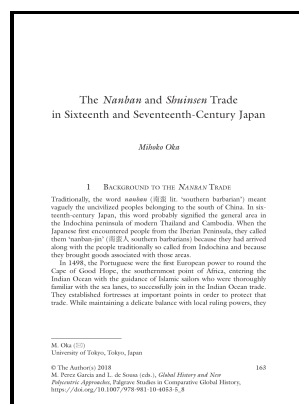 The Nanban and Shuinsen Trade
in Sixteenth and Seventeenth-Century Japan
Mihoko Oka
1 Background to the Nanban Trade
Traditionally, the word nanban (南蛮 lit. ‘southern barbarian’) meant
vaguely the uncivilized peoples belonging to the south of China. In six-
teenth-century Japan, this word probably signified the general area in
the Indochina peninsula of modern Thailand and Cambodia. When the
Japanese first encountered people from the Iberian Peninsula, they called
them ‘nanban-jin’ (南蛮人, southern barbarians) because they had arrived
along with the people traditionally so called from Indochina and because
they brought goods associated with those areas.
In 1498, the Portuguese were the first European power to round the
Cape of Good Hope, the southernmost point of Africa, entering the
Indian Ocean with the guidance of Islamic sailors who were thoroughly
familiar with the sea lanes, to successfully join in the Indian Ocean trade.
They established fortresses at important points in order to protect that
trade. While maintaining a delicate balance with local ruling powers, they
M. Oka
University of Tokyo, Tokyo, Japan
© The Author(s) 2018 163
M. Perez Garcia and L. de Sousa (eds.), Global History and New
Polycentric Approaches, Palgrave Studies in Comparative Global History,
https://doi.org/10.1007/978-981-10-4053-5_8